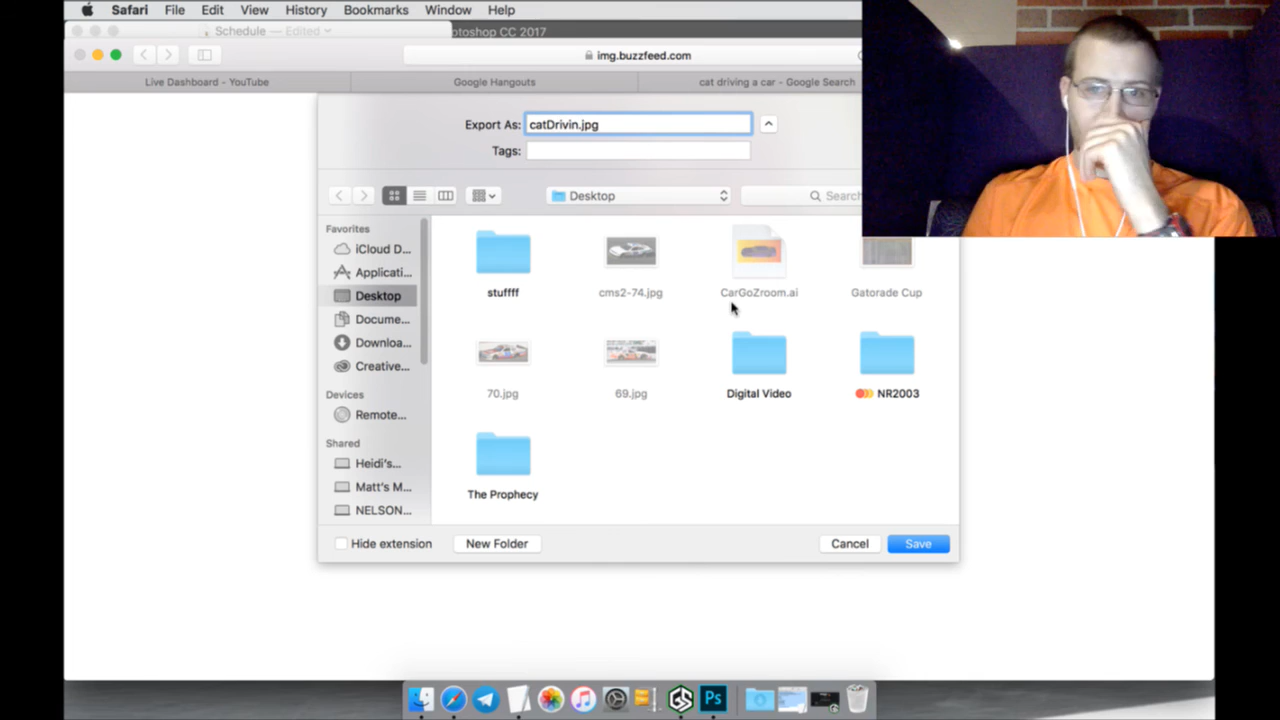 Safari File Edit View History Bookmarks Window Help
Schedule — Edited
otoshop CC 2017
img.buzzfeed.com
Live Dashboard - YouTube
Google Hangouts
cat driving a car - Google Search
Export As: catDrivin.jpg
Tags:
Desktop
Search
Favorites
iCloud D...
Applicati...
Desktop
Docume...
Downloa...
Creative...
Devices
Remote...
Shared
Heidi's...
Matt's M...
NELSON...
stuffff
cms2-74.jpg
CarGoZroom.ai
Gatorade Cup
70.jpg
69.jpg
Digital Video
NR2003
The Prophecy
Hide extension
New Folder
Cancel
Save
Ps